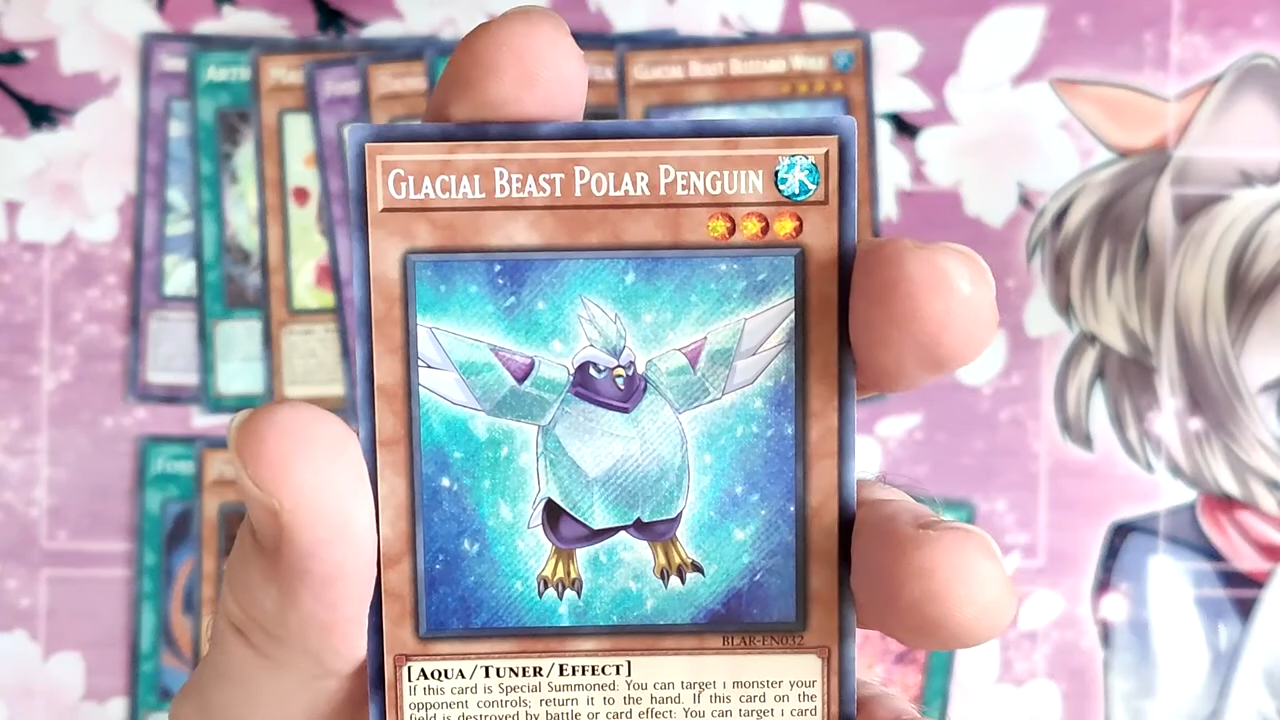 ARTI
GLACIAL BEAST BLIZZARD WOLF
GLACIAL BEAST POLAR PENGUIN
WATER
水
BLAR-EN032
[AQUA/TUNER/EFFECT]
If this card is Special Summoned: You can target 1 monster your
opponent controls; return it to the hand. If this card on the
field is destroyed by battle or card effect: You can target 1 card